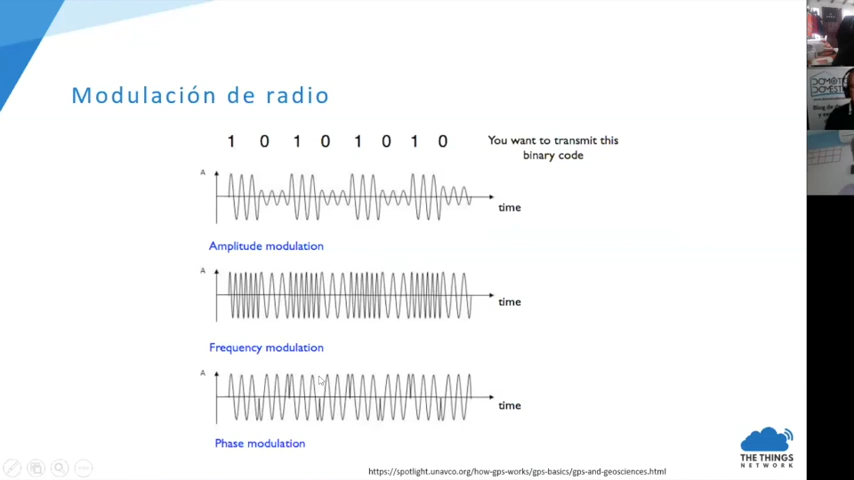 Modulación de radio
1 0 1 0 1 0 1 0
You want to transmit this
binary code
A
time
Amplitude modulation
A
time
Frequency modulation
A
time
Phase modulation
THE THINGS
NETWORK
https://spotlight.unavco.org/how-gps-works/gps-basics/gps-and-geosciences.html